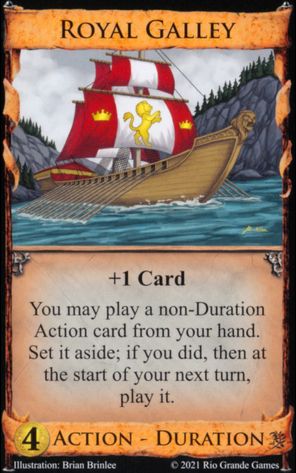 ROYAL GALLEY
+1 Card
You may play a non-Duration
Action card from your hand.
Set it aside; if you did, then at
the start of your next turn,
play it.
4 ACTION - DURATION
Illustration: Brian Brinlee © 2021 Rio Grande Games